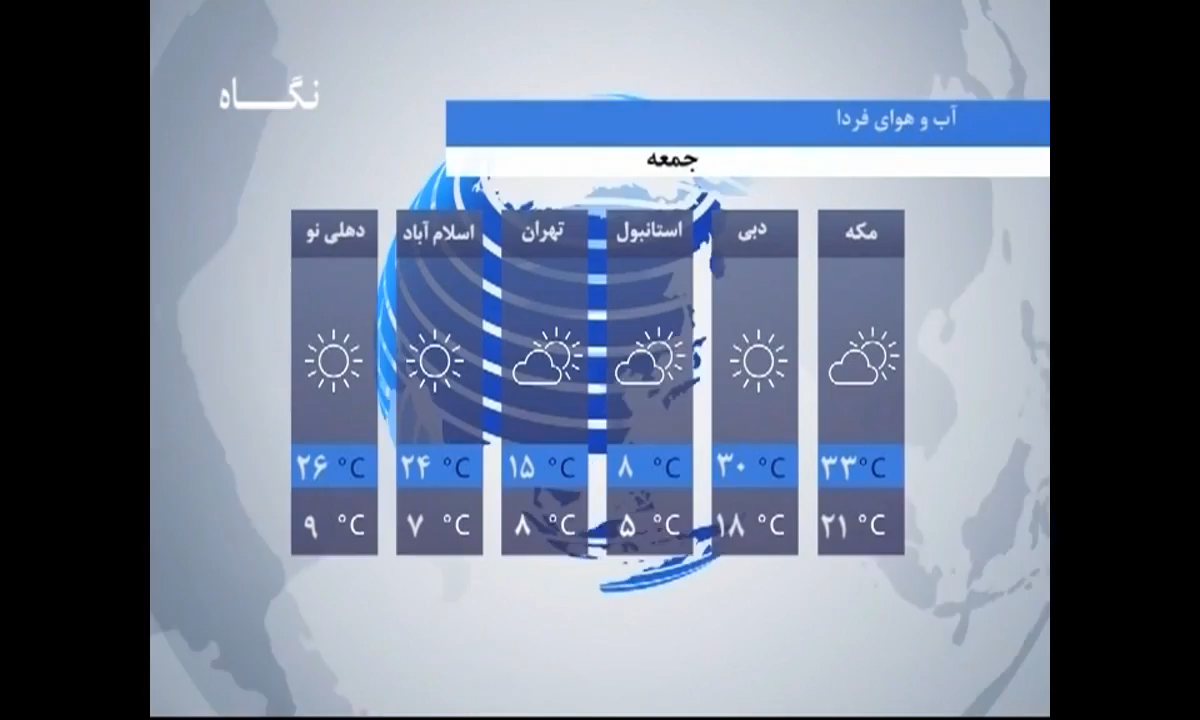 نگاه
آب و هوای فردا
جمعه
مکه دبی استانبول تهران اسلام آباد دهلی نو
۳۳ °C ۳۰ °C ۸ °C ۱۵ °C ۲۴ °C ۲۶ °C
۲۱ °C ۱۸ °C ۵ °C ۸ °C ۷ °C ۹ °C